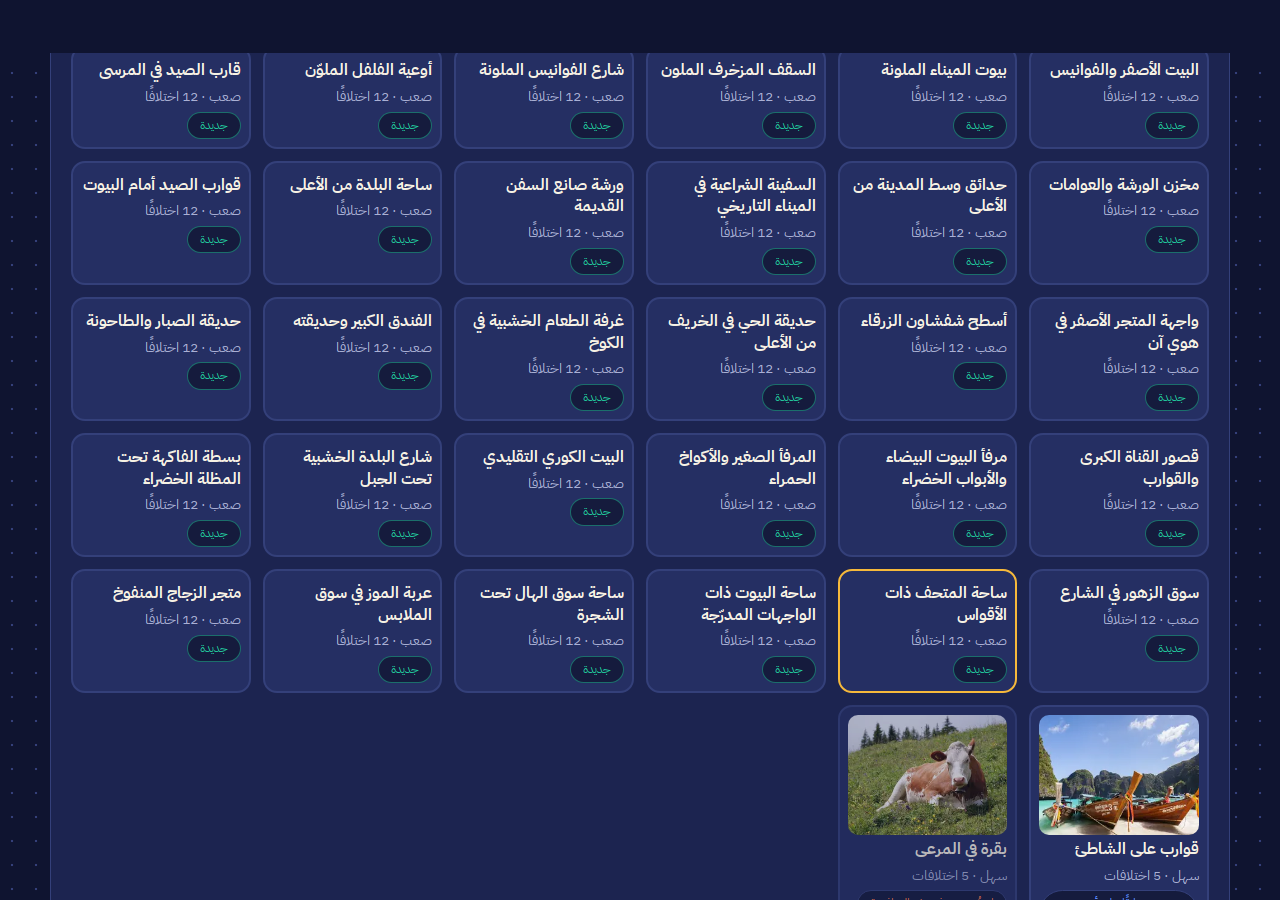 البيت الأصفر والفوانيس
صعب · 12 اختلافًا
جديدة
بيوت الميناء الملونة
صعب · 12 اختلافًا
جديدة
السقف المزخرف الملون
صعب · 12 اختلافًا
جديدة
شارع الفوانيس الملونة
صعب · 12 اختلافًا
جديدة
أوعية الفلفل الملوّن
صعب · 12 اختلافًا
جديدة
قارب الصيد في المرسى
صعب · 12 اختلافًا
جديدة
مخزن الورشة والعوامات
صعب · 12 اختلافًا
جديدة
حدائق وسط المدينة من
الأعلى
صعب · 12 اختلافًا
جديدة
السفينة الشراعية في
الميناء التاريخي
صعب · 12 اختلافًا
جديدة
ورشة صانع السفن
القديمة
صعب · 12 اختلافًا
جديدة
ساحة البلدة من الأعلى
صعب · 12 اختلافًا
جديدة
قوارب الصيد أمام البيوت
صعب · 12 اختلافًا
جديدة
واجهة المتجر الأصفر في
هوي آن
صعب · 12 اختلافًا
جديدة
أسطح شفشاون الزرقاء
صعب · 12 اختلافًا
جديدة
حديقة الحي في الخريف
من الأعلى
صعب · 12 اختلافًا
جديدة
غرفة الطعام الخشبية في
الكوخ
صعب · 12 اختلافًا
جديدة
الفندق الكبير وحديقته
صعب · 12 اختلافًا
جديدة
حديقة الصبار والطاحونة
صعب · 12 اختلافًا
جديدة
قصور القناة الكبرى
والقوارب
صعب · 12 اختلافًا
جديدة
مرفأ البيوت البيضاء
والأبواب الخضراء
صعب · 12 اختلافًا
جديدة
المرفأ الصغير والأكواخ
الحمراء
صعب · 12 اختلافًا
جديدة
البيت الكوري التقليدي
صعب · 12 اختلافًا
جديدة
شارع البلدة الخشبية
تحت الجبل
صعب · 12 اختلافًا
جديدة
بسطة الفاكهة تحت
المظلة الخضراء
صعب · 12 اختلافًا
جديدة
سوق الزهور في الشارع
صعب · 12 اختلافًا
جديدة
ساحة المتحف ذات
الأقواس
صعب · 12 اختلافًا
جديدة
ساحة البيوت ذات
الواجهات المدرّجة
صعب · 12 اختلافًا
جديدة
ساحة سوق الهال تحت
الشجرة
صعب · 12 اختلافًا
جديدة
عربة الموز في سوق
الملابس
صعب · 12 اختلافًا
جديدة
متجر الزجاج المنفوخ
صعب · 12 اختلافًا
جديدة
قوارب على الشاطئ
سهل · 5 اختلافات
بقرة في المرعى
سهل · 5 اختلافات